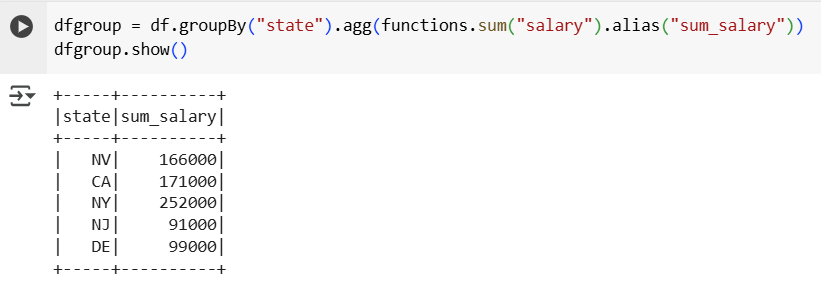 dfgroup = df.groupBy("state").agg(functions.sum("salary").alias("sum_salary"))
dfgroup.show()
+-----+----------+
|state|sum_salary|
+-----+----------+
|   NV|    166000|
|   CA|    171000|
|   NY|    252000|
|   NJ|     91000|
|   DE|     99000|
+-----+----------+